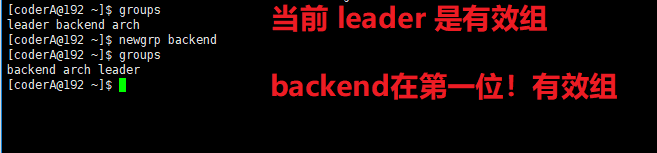 [coderA@192 ~]$ groups
leader backend arch
[coderA@192 ~]$ newgrp backend
[coderA@192 ~]$ groups
backend arch leader
[coderA@192 ~]$
当前 leader 是有效组
backend在第一位！有效组